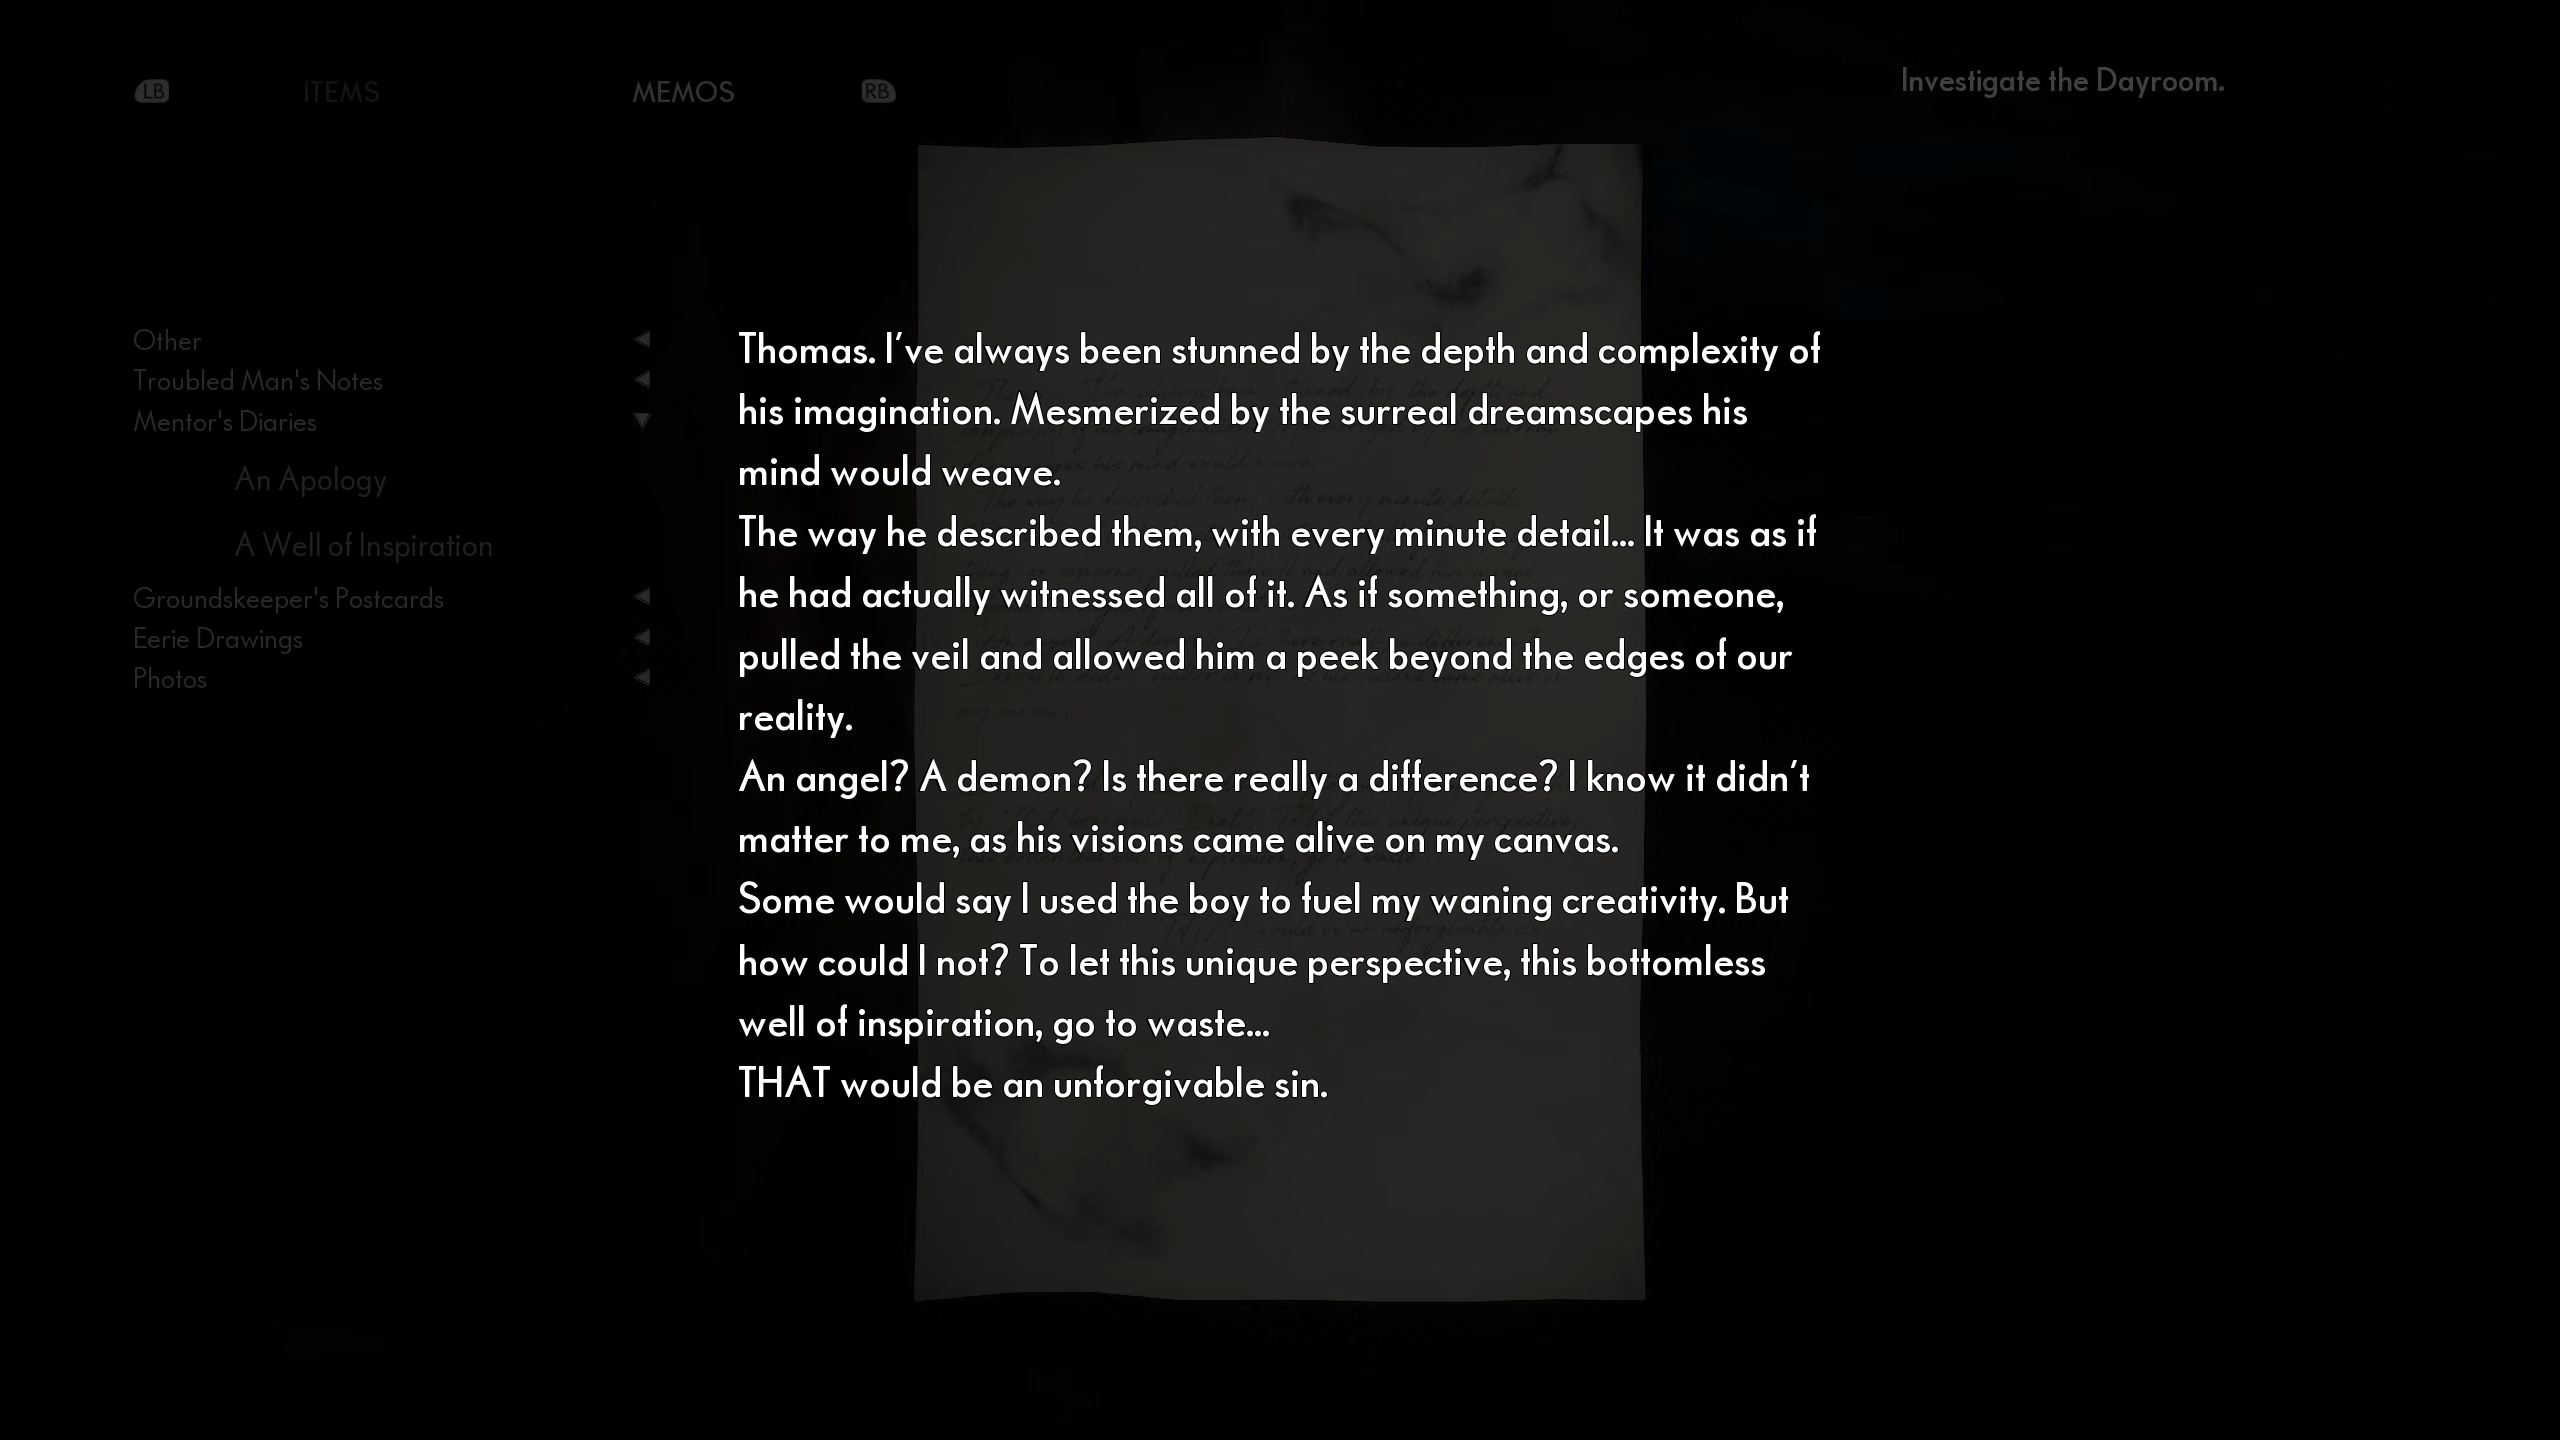 LB
ITEMS
MEMOS
RB
Investigate the Dayroom.
Other
Troubled Man's Notes
Mentor's Diaries
An Apology
A Well of Inspiration
Groundskeeper's Postcards
Eerie Drawings
Photos
Thomas. I've always been stunned by the depth and complexity of
his imagination. Mesmerized by the surreal dreamscapes his
mind would weave.
The way he described them, with every minute detail... It was as if
he had actually witnessed all of it. As if something, or someone,
pulled the veil and allowed him a peek beyond the edges of our
reality.
An angel? A demon? Is there really a difference? I know it didn't
matter to me, as his visions came alive on my canvas.
Some would say I used the boy to fuel my waning creativity. But
how could I not? To let this unique perspective, this bottomless
well of inspiration, go to waste...
THAT would be an unforgivable sin.